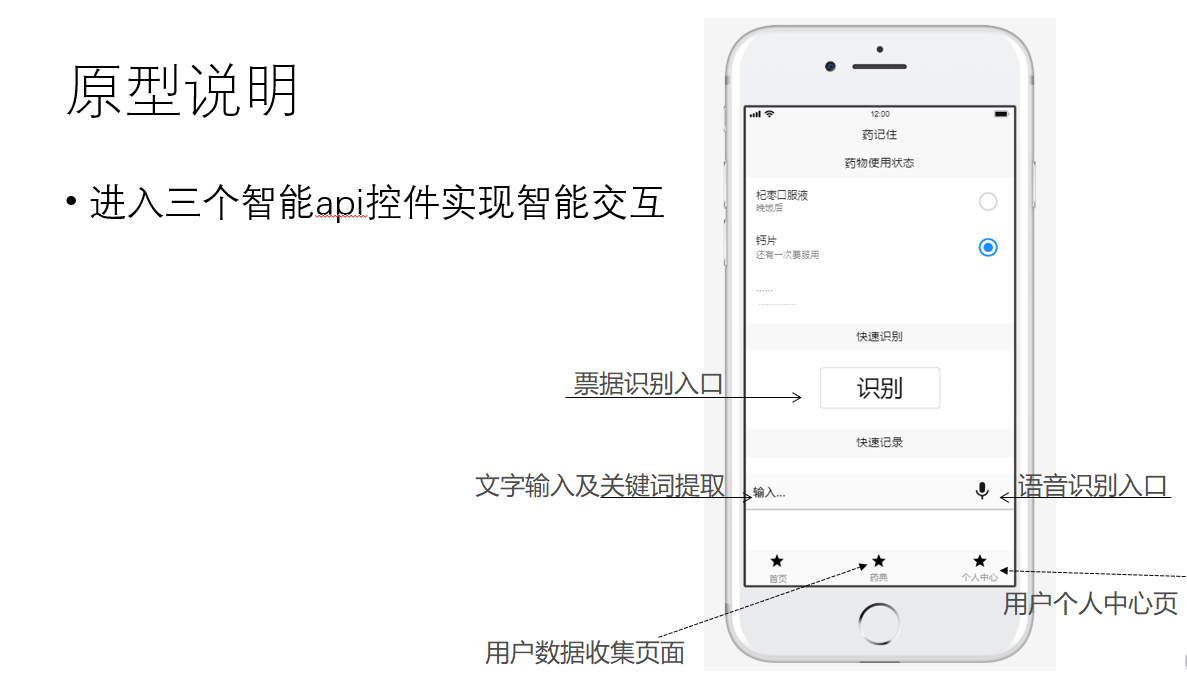 原型说明
• 进入三个智能api控件实现智能交互
12:00
药记住
药物使用状态
杞枣口服液
晚饭后
钙片
还有一次要服用
......
...............
快速识别
票据识别入口
识别
快速记录
文字输入及关键词提取
输入...
语音识别入口
首页
药典
个人中心
用户个人中心页
用户数据收集页面